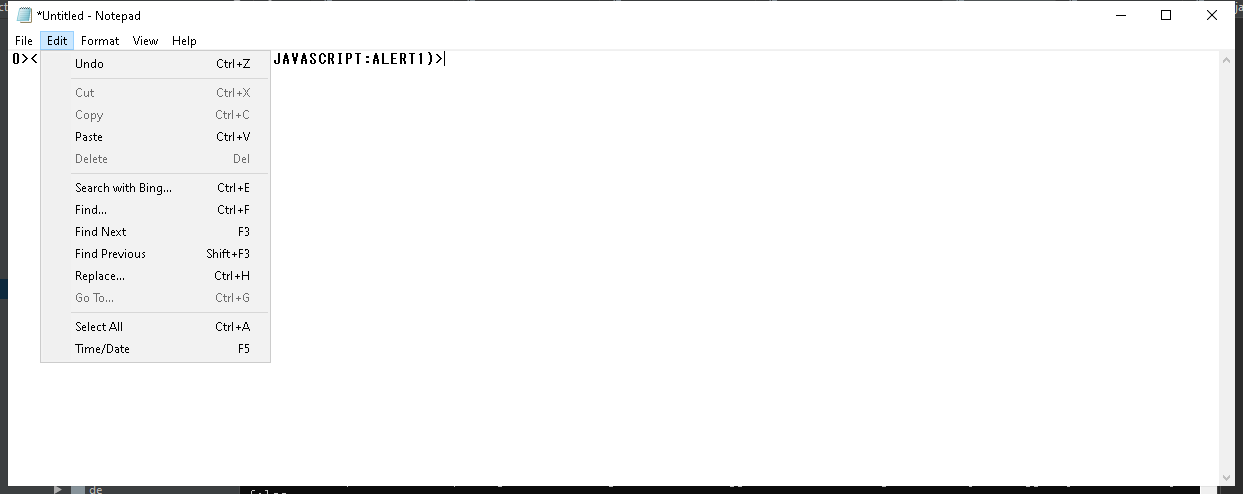 *Untitled - Notepad
File Edit Format View Help
0>< JAVASCRIPT:ALERT1)>
Undo Ctrl+Z
Cut Ctrl+X
Copy Ctrl+C
Paste Ctrl+V
Delete Del
Search with Bing... Ctrl+E
Find... Ctrl+F
Find Next F3
Find Previous Shift+F3
Replace... Ctrl+H
Go To... Ctrl+G
Select All Ctrl+A
Time/Date F5
de